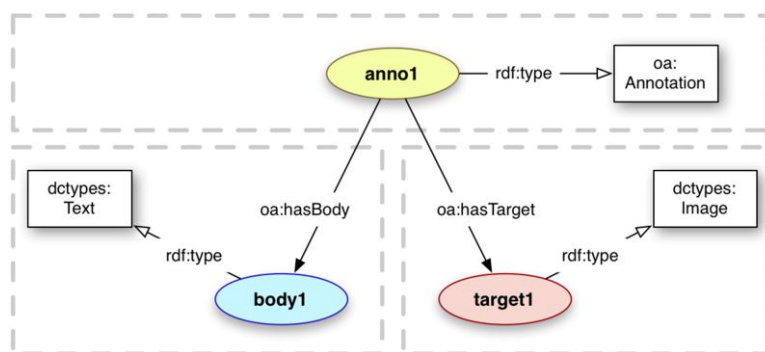 anno1
rdf:type
oa:
Annotation
dctypes:
Text
oa:hasBody
oa:hasTarget
dctypes:
Image
rdf:type
rdf:type
body1
target1